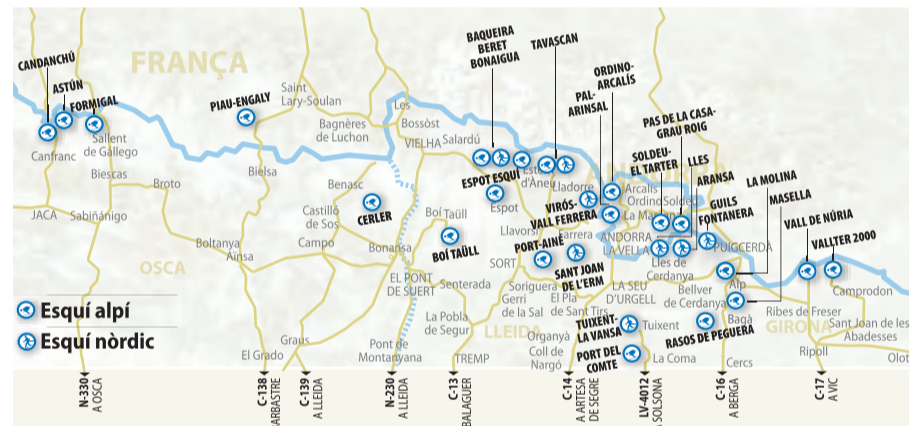 BAQUEIRA
BERET
BONAIGUA
TAVASCAN
ORDINO-
ARCALÍS
PAL-
ARINSAL
CANDANCHÚ
ASTÚN
FORMIGAL
FRANÇA
PIAU-ENGALY
Saint
Lary-Soulan
Bagnères
de Luchon
Les
Bossòst
VIELHA
Salardú
PAS DE LA CASA-
GRAU ROIG
SOLDEU-
EL TARTER
LLES
ARANSA
LA MOLINA
MASELLA
GUILS
FONTANERA
VALL DE NÚRIA
VALLTER 2000
Sallent
de Gállego
Canfranc
Biescas
Broto
Bielsa
Benasc
CERLER
Castilló
de Sos
ESPOT ESQUÍ
Espot
d'Àneu
Lladorre
VIRÓS-
VALL FERRERA
Arcalis
Ordino
Soldeu
La Massana
ANDORRA
LA VELLA
JACA
Sabiñánigo
Boltanya
Aïnsa
Campo
Bonansa
Boí Taüll
BOÍ TAÜLL
Llavorsí
PORT-AINÉ
Farrera
SORT
SANT JOAN
DE L'ERM
Lles de
Cerdanya
PUIGCERDÀ
OSCA
EL PONT
DE SUERT
Senterada
Soriguera
Gerri
de la Sal
El Pla
de Sant Tirs
LA SEU
D'URGELL
Bellver
de Cerdanya
Alp
Camprodon
Esquí alpí
Esquí nòrdic
La Pobla
de Segur
LLEIDA
Organyà
Coll de
Nargó
TUIXENT-
LA VANSA
Tuixent
PORT DEL
COMTE
La Coma
RASOS DE PEGUERA
Bagà
Ribes de Freser
GIRONA
Sant Joan de les
Abadesses
Ripoll
Olot
El Grado
Graus
Pont de
Montanyana
TREMP
Cercs
N-330
A OSCA
C-138
C-139
A LLEIDA
N-230
A LLEIDA
C-13
BALAGUER
C-14
A ARTESA
DE SEGRE
LV-4012
A SOLSONA
C-16
A BERGA
C-17
A VIC